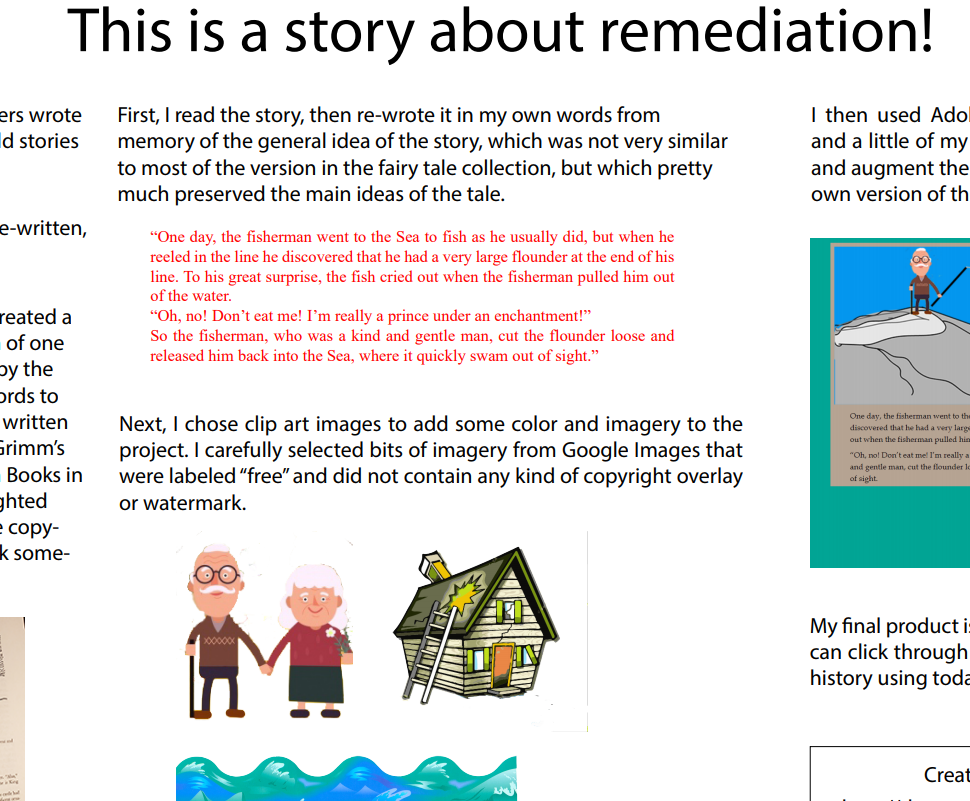 This is a story about remediation!
ers wrote
ld stories
e-written,
reated a
of one
by the
ords to
written
Grimm's
Books in
ghted
e copy-
k some-
First, I read the story, then re-wrote it in my own words from
memory of the general idea of the story, which was not very similar
to most of the version in the fairy tale collection, but which pretty
much preserved the main ideas of the tale.
“One day, the fisherman went to the Sea to fish as he usually did, but when he
reeled in the line he discovered that he had a very large flounder at the end of his
line. To his great surprise, the fish cried out when the fisherman pulled him out
of the water.
“Oh, no! Don’t eat me! I’m really a prince under an enchantment!”
So the fisherman, who was a kind and gentle man, cut the flounder loose and
released him back into the Sea, where it quickly swam out of sight.”
Next, I chose clip art images to add some color and imagery to the
project. I carefully selected bits of imagery from Google Images that
were labeled “free” and did not contain any kind of copyright overlay
or watermark.
I then used Adob
and a little of my
and augment the
own version of th
One day, the fisherman went to the
discovered that he had a very large
out when the fisherman pulled him
“Oh, no! Don’t eat me! I’m really a
and gentle man, cut the flounder lo
of sight.
My final product is
can click through
history using toda
Creat